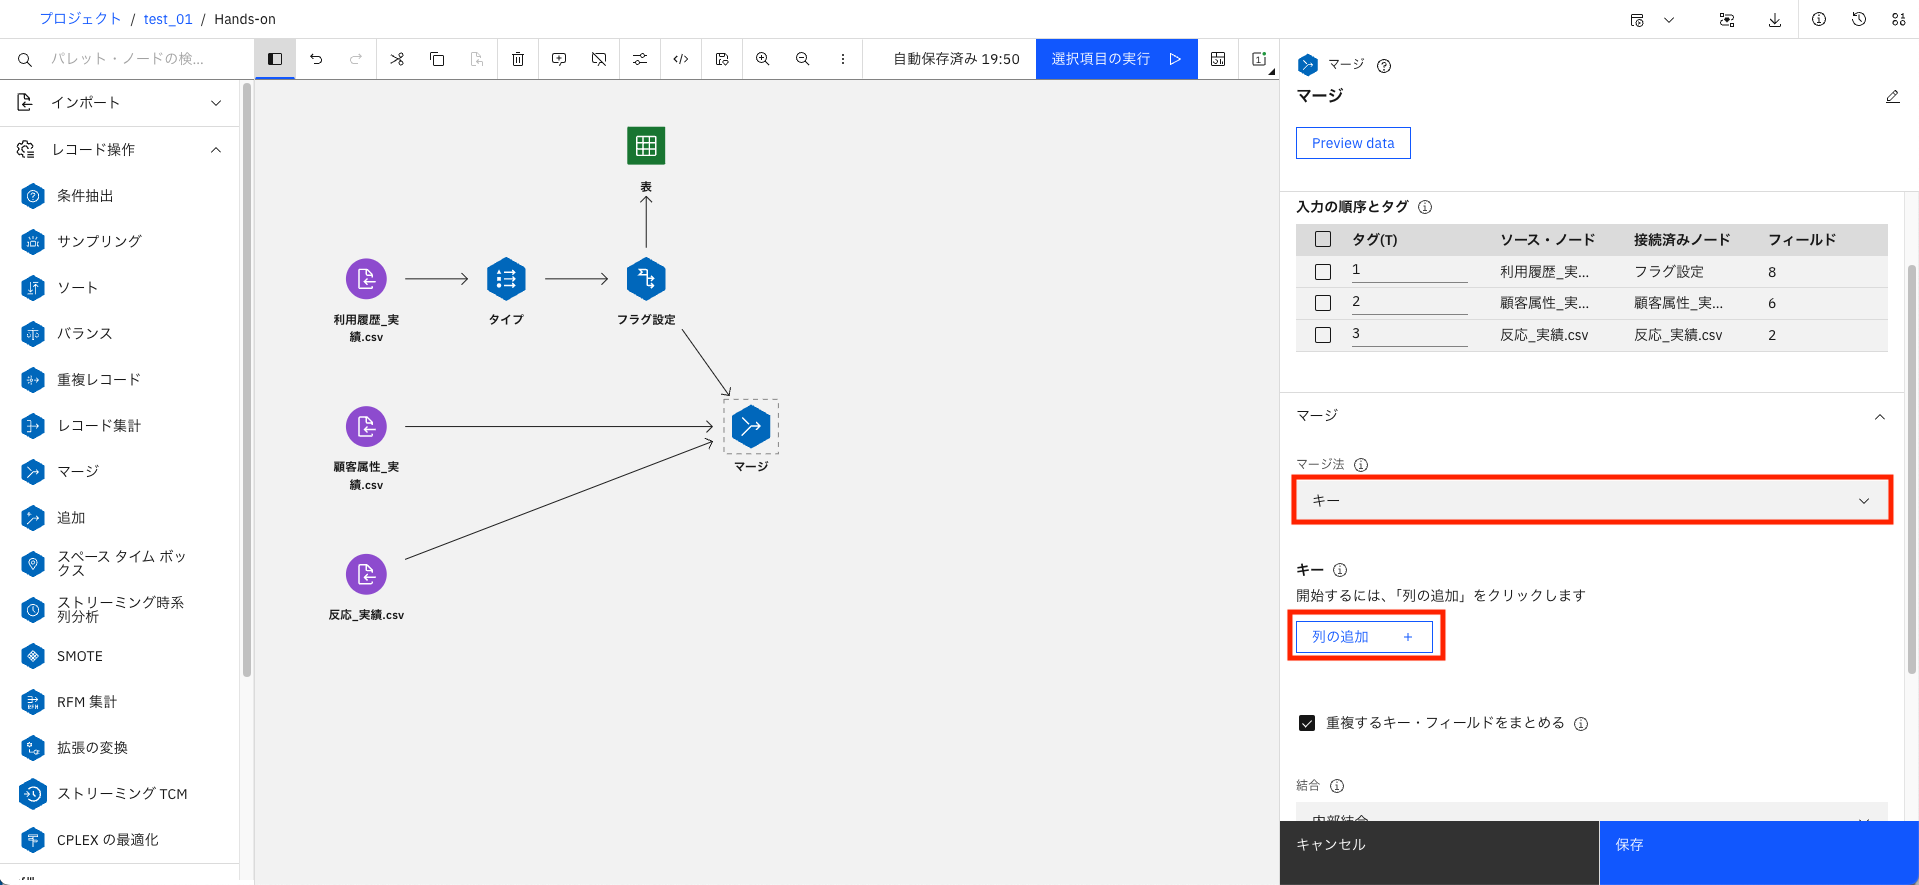 プロジェクト / test_01 / Hands-on
パレット・ノードの検...
自動保存済み 19:50
選択項目の実行
インポート
レコード操作
条件抽出
サンプリング
ソート
バランス
重複レコード
レコード集計
マージ
追加
スペース タイム ボッ
クス
ストリーミング時系
列分析
SMOTE
RFM 集計
拡張の変換
ストリーミング TCM
CPLEX の最適化
表
利用履歴_実
績.csv
タイプ
フラグ設定
顧客属性_実
績.csv
マージ
反応_実績.csv
マージ
マージ
Preview data
入力の順序とタグ
タグ(T) ソース・ノード 接続済みノード フィールド
1 利用履歴_実... フラグ設定 8
2 顧客属性_実... 顧客属性_実... 6
3 反応_実績.csv 反応_実績.csv 2
マージ
マージ法
キー
キー
開始するには、「列の追加」をクリックします
列の追加 +
重複するキー・フィールドをまとめる
結合
内部結合
キャンセル
保存